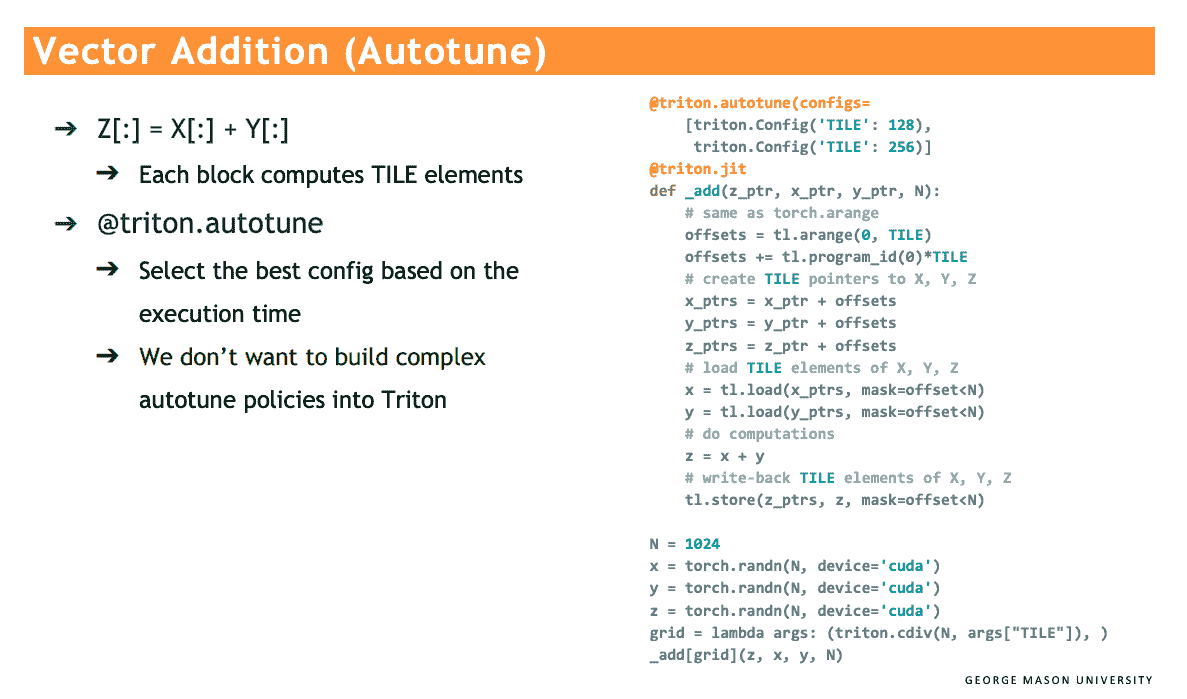 Vector Addition (Autotune)
➔ Z[:] = X[:] + Y[:]
➔ Each block computes TILE elements
➔ @triton.autotune
➔ Select the best config based on the
execution time
➔ We don’t want to build complex
autotune policies into Triton
@triton.autotune(configs=
    [triton.Config('TILE': 128),
     triton.Config('TILE': 256)]
@triton.jit
def _add(z_ptr, x_ptr, y_ptr, N):
    # same as torch.arange
    offsets = tl.arange(0, TILE)
    offsets += tl.program_id(0)*TILE
    # create TILE pointers to X, Y, Z
    x_ptrs = x_ptr + offsets
    y_ptrs = y_ptr + offsets
    z_ptrs = z_ptr + offsets
    # load TILE elements of X, Y, Z
    x = tl.load(x_ptrs, mask=offset<N)
    y = tl.load(y_ptrs, mask=offset<N)
    # do computations
    z = x + y
    # write-back TILE elements of X, Y, Z
    tl.store(z_ptrs, z, mask=offset<N)
N = 1024
x = torch.randn(N, device='cuda')
y = torch.randn(N, device='cuda')
z = torch.randn(N, device='cuda')
grid = lambda args: (triton.cdiv(N, args["TILE"]), )
_add[grid](z, x, y, N)
GEORGE MASON UNIVERSITY